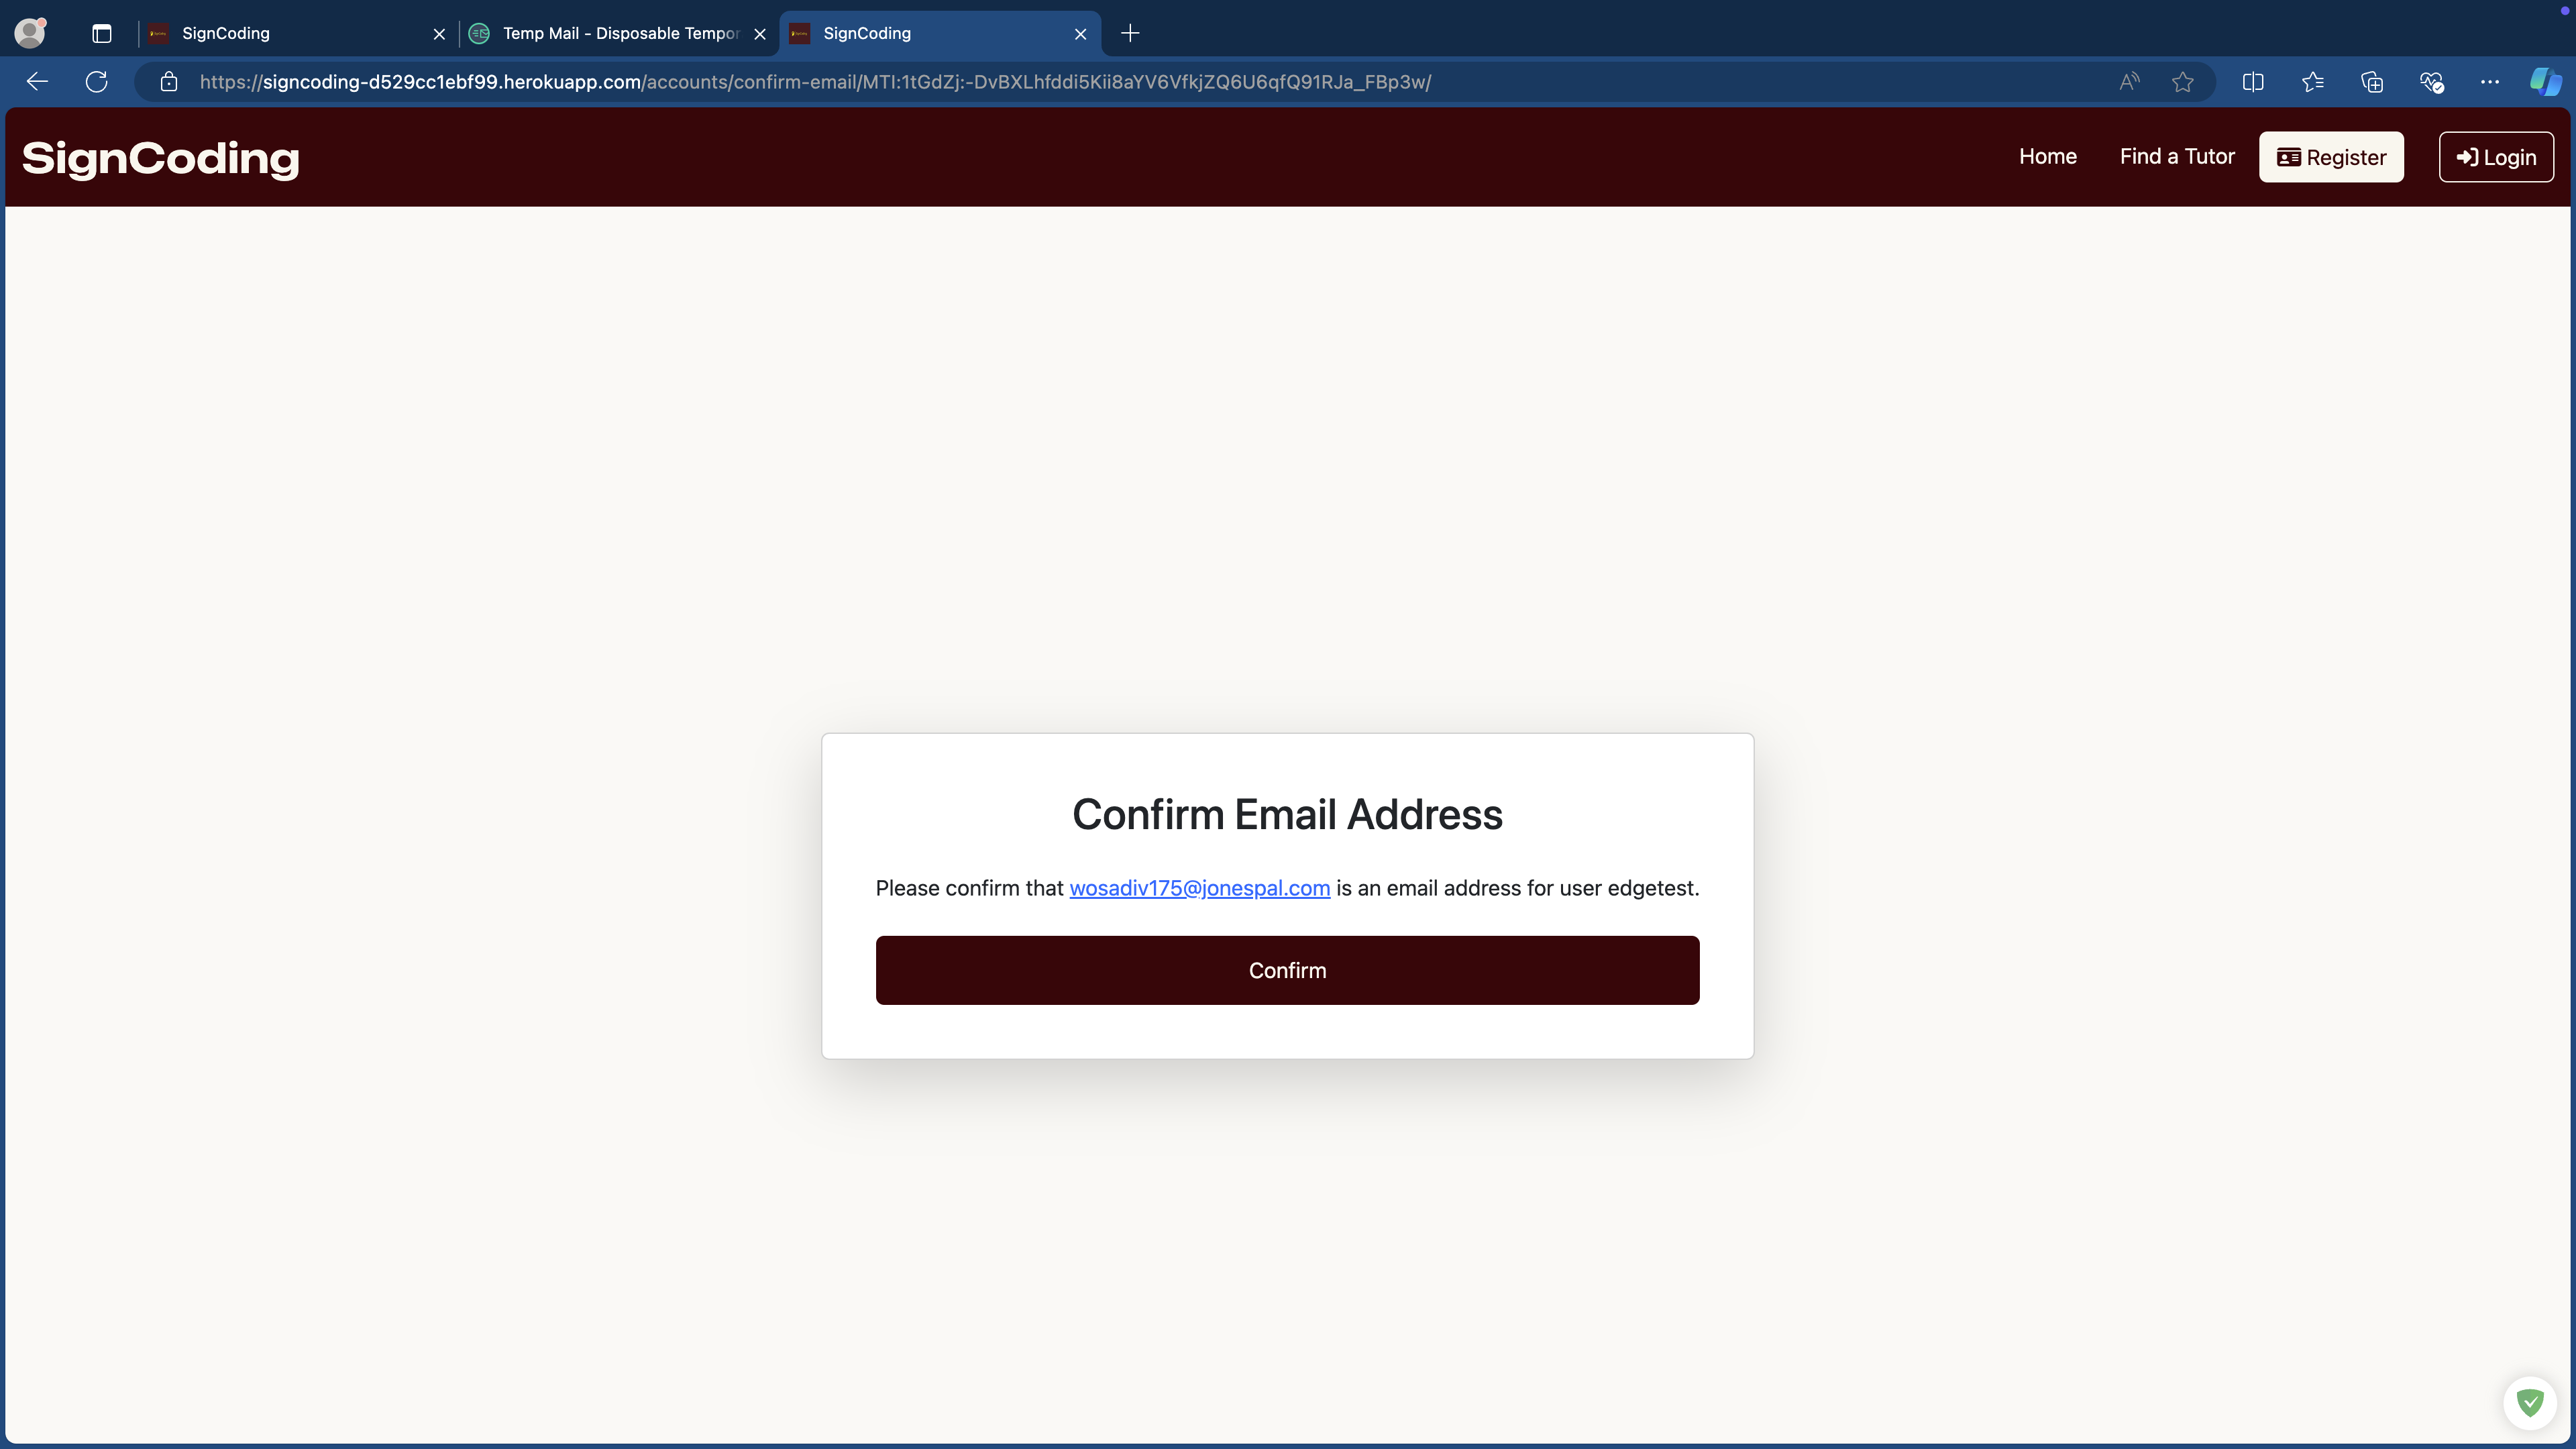 SignCoding
Temp Mail - Disposable Tempor
SignCoding
https://signcoding-d529cc1ebf99.herokuapp.com/accounts/confirm-email/MTI:1tGdZj:-DvBXLhfddi5Kii8aYV6VfkjZQ6U6qfQ91RJa_FBp3w/
SignCoding
Home
Find a Tutor
Register
Login
Confirm Email Address
Please confirm that wosadiv175@jonespal.com is an email address for user edgetest.
Confirm